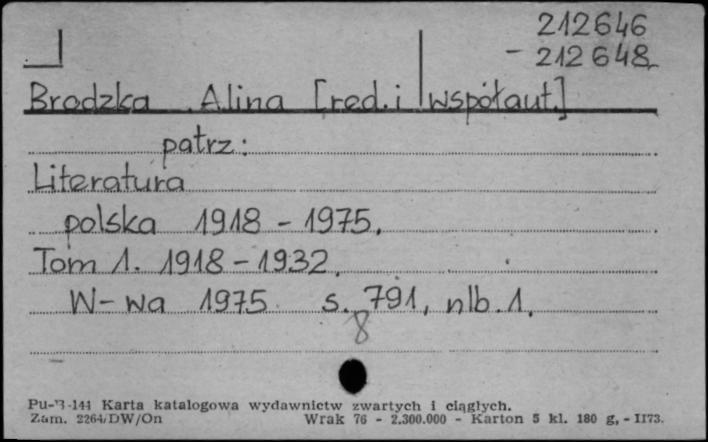 212646
- 212648
Brodzka Alina [red. i współaut.]
patrz:
Literatura
polska 1918 - 1975.
Tom 1. 1918 - 1932.
W-wa 1975 s. 791, nlb. 1.
8
Pu-B-144 Karta katalogowa wydawnictw zwartych i ciągłych.
Zam. 2264/DW/On Wrak 76 - 2.300.000 - Karton 5 kl. 180 g, - II73.